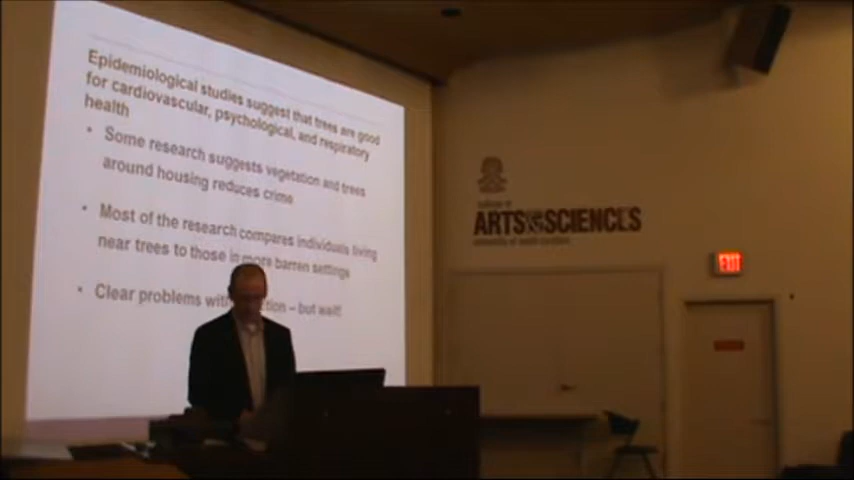 Epidemiological studies suggest that trees are good
for cardiovascular, psychological, and respiratory
health
• Some research suggests vegetation and trees
around housing reduces crime
• Most of the research compares individuals living
near trees to those in more barren settings
• Clear problems with – but wait!
College of
ARTS SCIENCES
EXIT